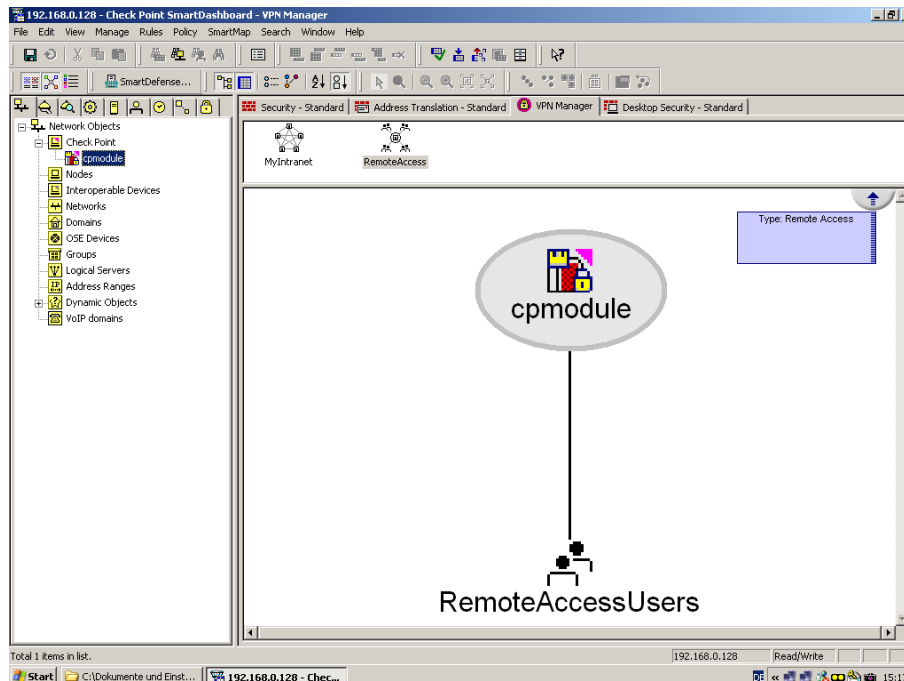 192.168.0.128 - Check Point SmartDashboard - VPN Manager
File Edit View Manage Rules Policy SmartMap Search Window Help
SmartDefense...
Security - Standard
Address Translation - Standard
VPN Manager
Desktop Security - Standard
Network Objects
Check Point
cpmodule
Nodes
Interoperable Devices
Networks
Domains
OSE Devices
Groups
Logical Servers
Address Ranges
Dynamic Objects
VoIP domains
MyIntranet
RemoteAccess
Type: Remote Access
cpmodule
RemoteAccessUsers
Total 1 items in list.
192.168.0.128
Read/Write
Start
C:\Dokumente und Einst...
192.168.0.128 - Chec...
DE